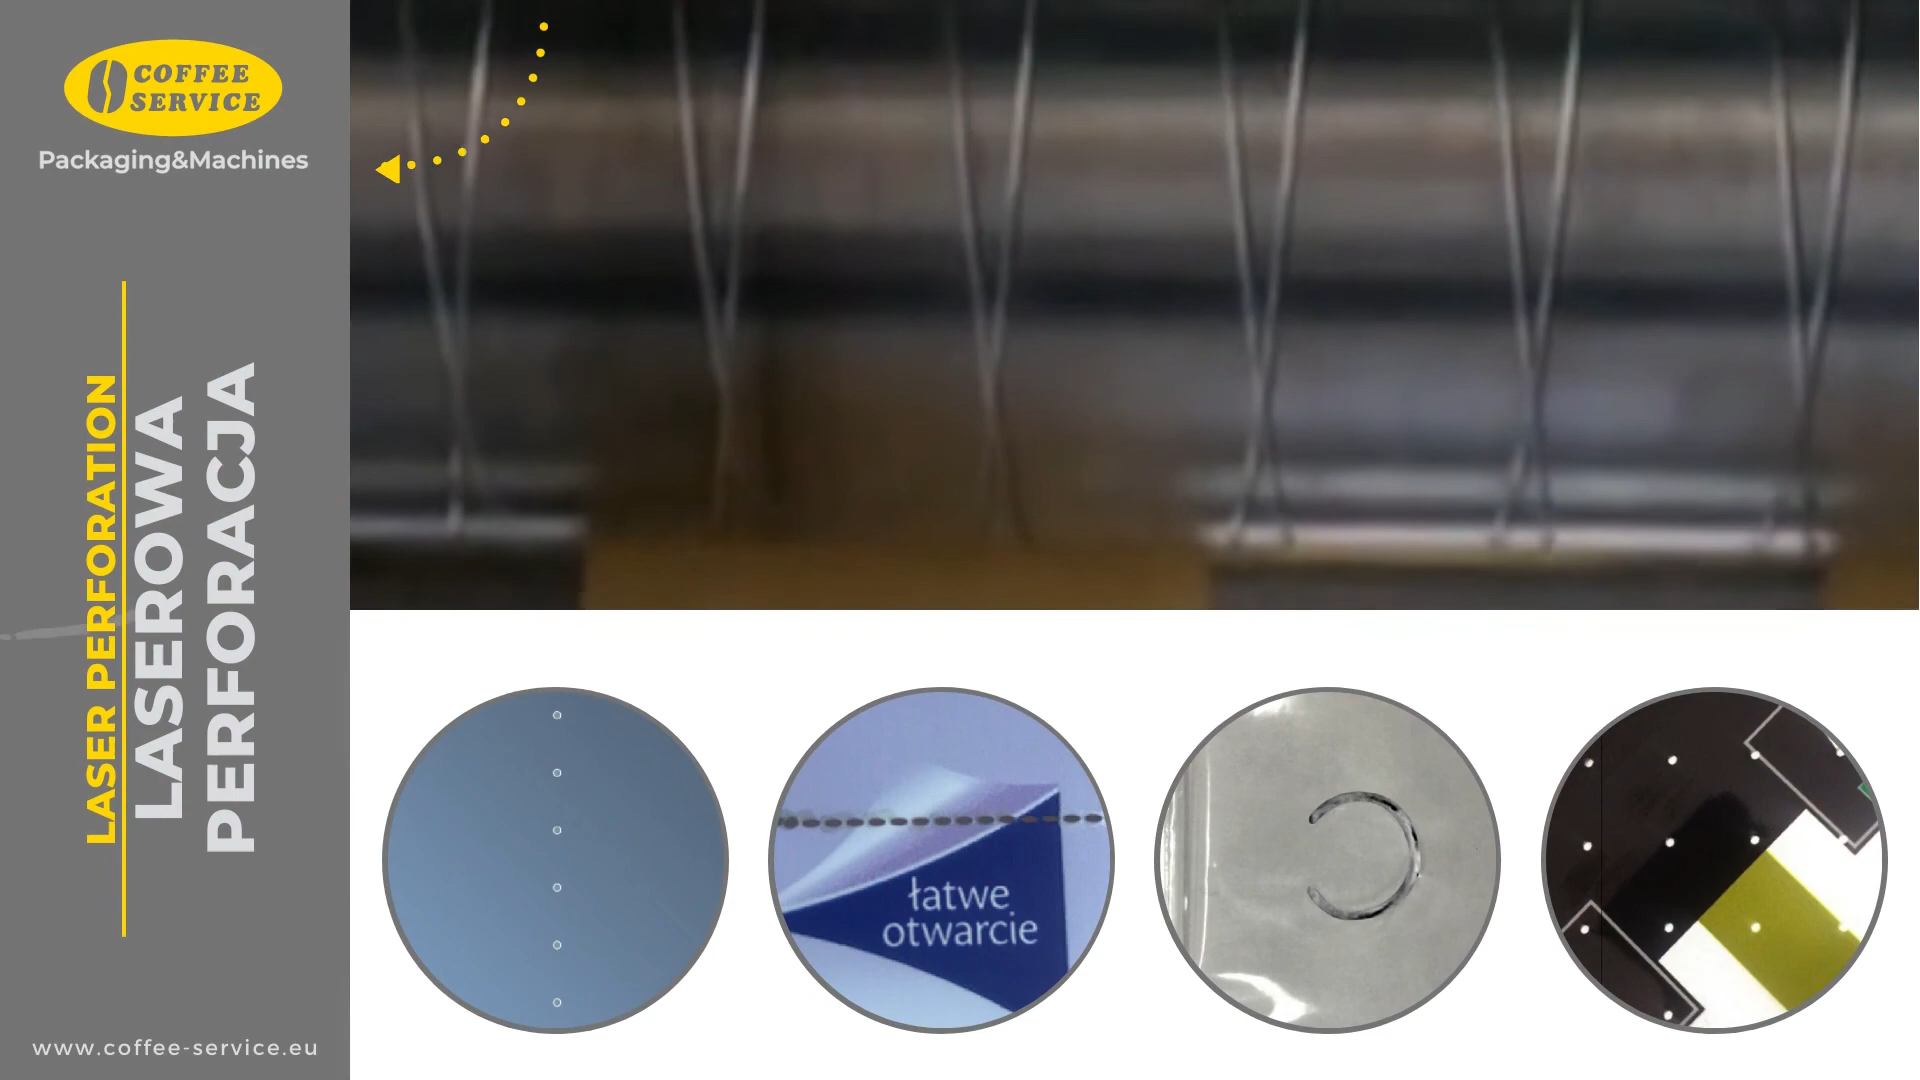 COFFEE
SERVICE
Packaging&Machines
LASER PERFORATION
LASEROWA
PERFORACJA
www.coffee-service.eu
łatwe
otwarcie